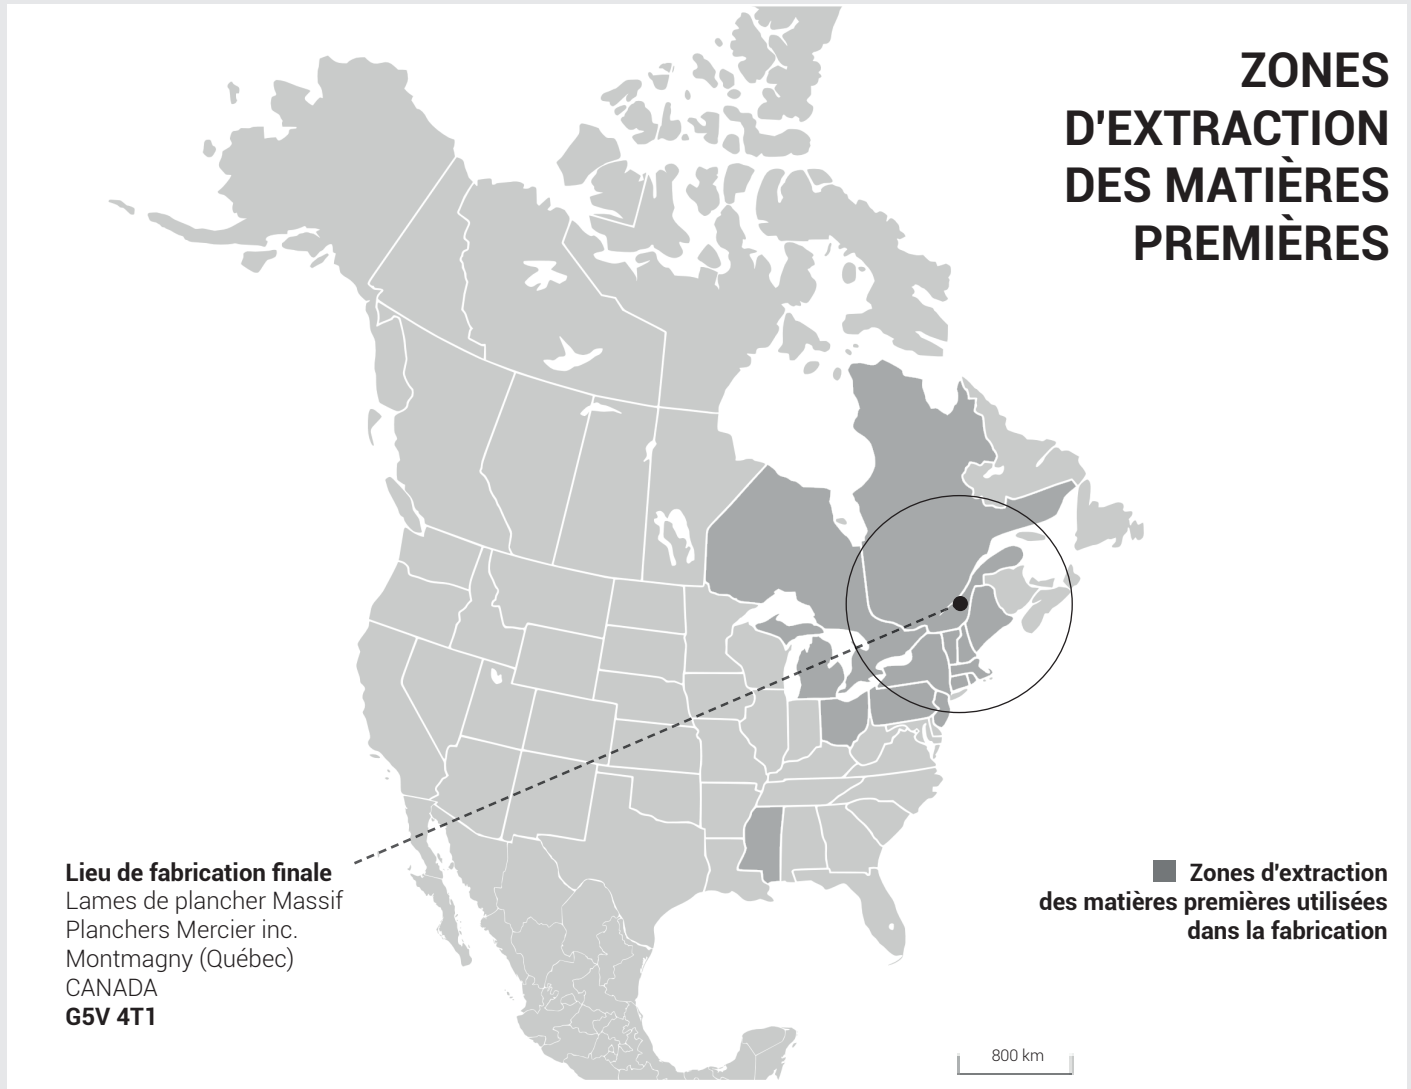 ZONES
D'EXTRACTION
DES MATIÈRES
PREMIÈRES
Lieu de fabrication finale
Lames de plancher Massif
Planchers Mercier inc.
Montmagny (Québec)
CANADA
G5V 4T1
Zones d'extraction
des matières premières utilisées
dans la fabrication
800 km